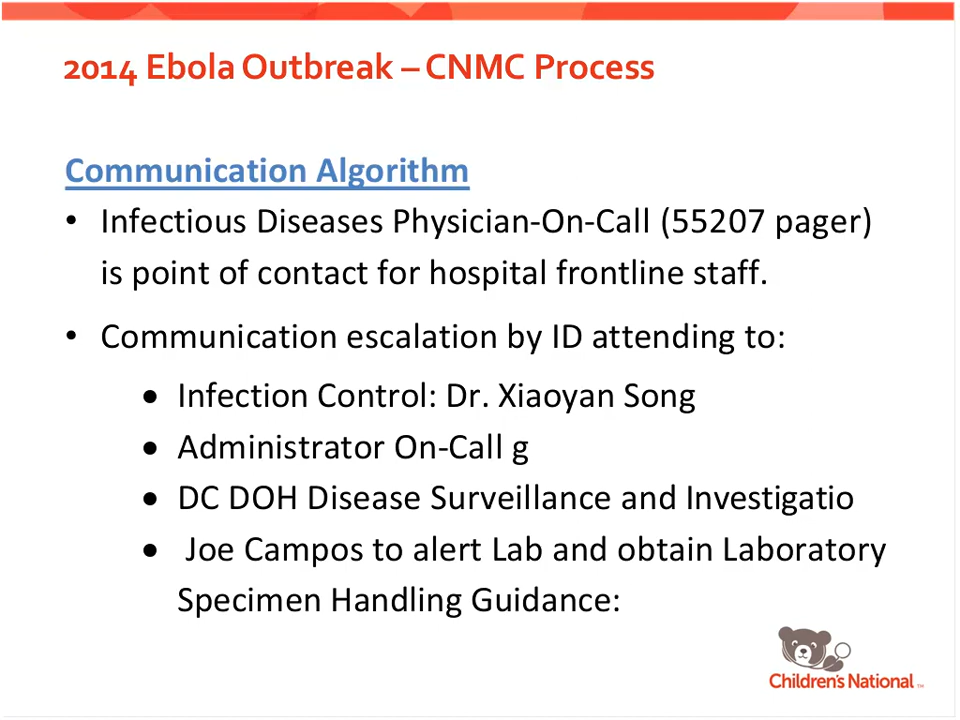 2014 Ebola Outbreak – CNMC Process
Communication Algorithm
• Infectious Diseases Physician-On-Call (55207 pager)
is point of contact for hospital frontline staff.
• Communication escalation by ID attending to:
• Infection Control: Dr. Xiaoyan Song
• Administrator On-Call g
• DC DOH Disease Surveillance and Investigatio
• Joe Campos to alert Lab and obtain Laboratory
Specimen Handling Guidance:
Children's National ™